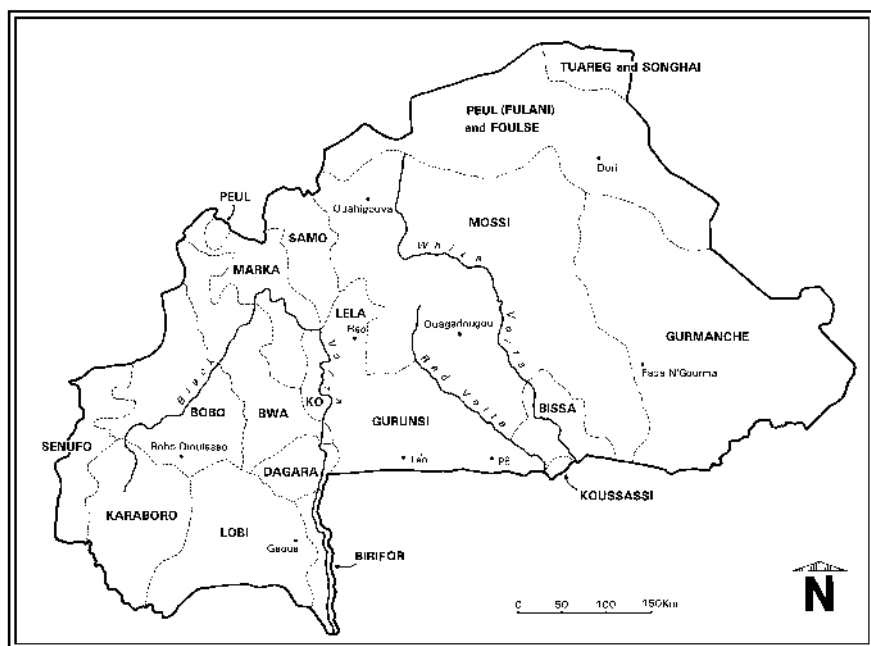 TUAREG and SONGHAI
PEUL (FULANI)
and FOULSE
Dori
PEUL
Ouahigouya
MOSSI
SAMO
White
MARKA
LELA
Réo
Ouagadougou
Volta
Volta
GURMANCHE
Fada N'Gourma
Black
Red Volta
KO
BOBO
BWA
BISSA
GURUNSI
SENUFO
Bobo Dioulasso
DAGARA
Léo
Pô
KOUSSASSI
KARABORO
LOBI
Gaoua
BIRIFOR
N
0 50 100 150Km